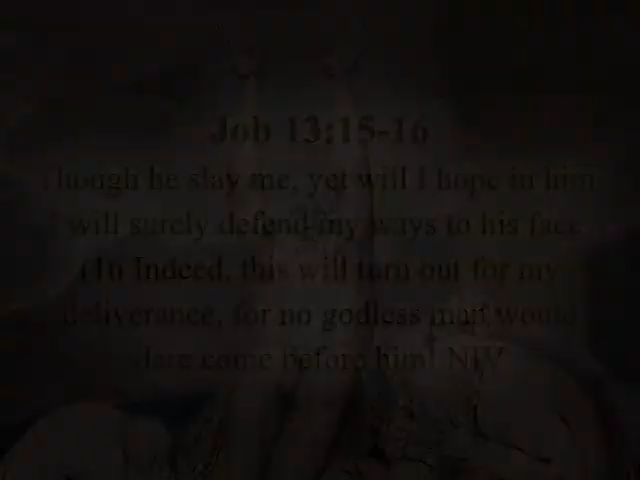 Job 13:15-16
Though he slay me, yet will I hope in him
I will surely defend my ways to his face
(16 Indeed, this will turn out for my
deliverance, for no godless man would
dare come before him! NIV